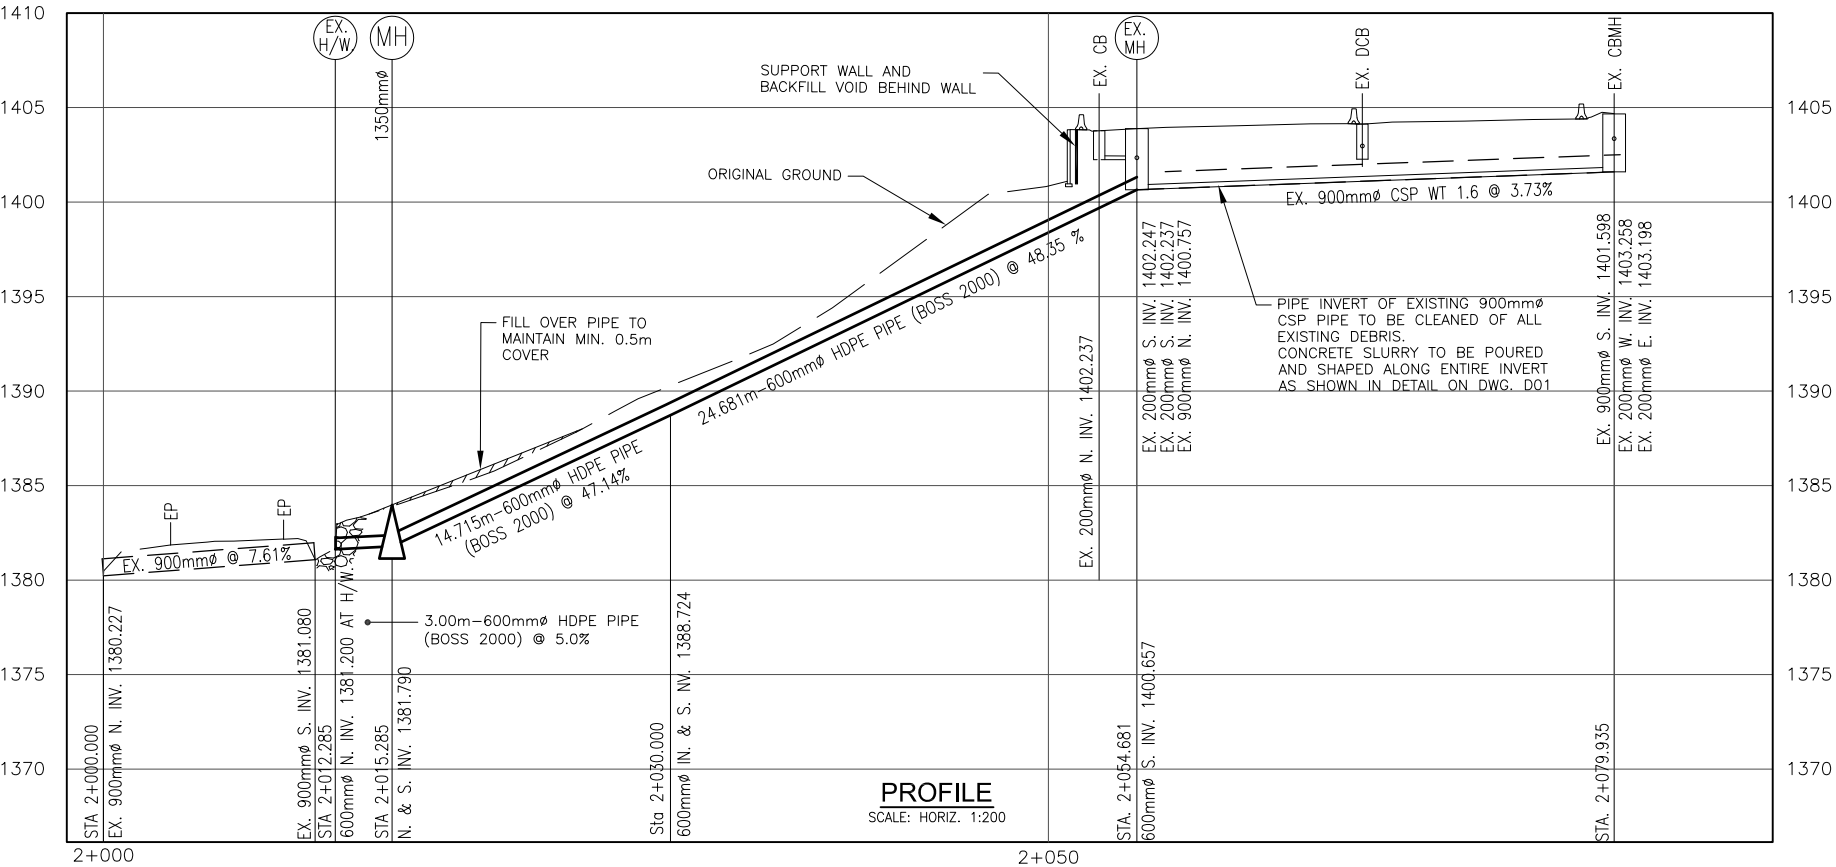 1410
1405
1400
1395
1390
1385
1380
1375
1370
1405
1400
1395
1390
1385
1380
1375
1370
EX.
H/W.
MH
1350mmø
SUPPORT WALL AND
BACKFILL VOID BEHIND WALL
EX. CB
EX.
MH
EX. DCB
EX. CBMH
ORIGINAL GROUND
EX. 900mmø CSP WT 1.6 @ 3.73%
FILL OVER PIPE TO
MAINTAIN MIN. 0.5m
COVER
24.681m-600mmø HDPE PIPE (BOSS 2000) @ 48.35 %
14.715m-600mmø HDPE PIPE
(BOSS 2000) @ 47.14%
PIPE INVERT OF EXISTING 900mmø
CSP PIPE TO BE CLEANED OF ALL
EXISTING DEBRIS.
CONCRETE SLURRY TO BE POURED
AND SHAPED ALONG ENTIRE INVERT
AS SHOWN IN DETAIL ON DWG. D01
EX. 200mmø N. INV. 1402.237
EX. 200mmø S. INV. 1402.247
EX. 200mmø S. INV. 1402.237
EX. 900mmø N. INV. 1400.757
EX. 900mmø S. INV. 1401.598
EX. 200mmø W. INV. 1403.258
EX. 200mmø E. INV. 1403.198
EP
EP
EX. 900mmø @ 7.61%
3.00m-600mmø HDPE PIPE
(BOSS 2000) @ 5.0%
STA 2+000.000
EX. 900mmø N. INV. 1380.227
EX. 900mmø S. INV. 1381.080
STA 2+012.285
600mmø N. INV. 1381.200 AT H/W.
STA 2+015.285
N. & S. INV. 1381.790
Sta 2+030.000
600mmø IN. & S. NV. 1388.724
STA. 2+054.681
600mmø S. INV. 1400.657
STA. 2+079.935
PROFILE
SCALE: HORIZ. 1:200
2+000
2+050